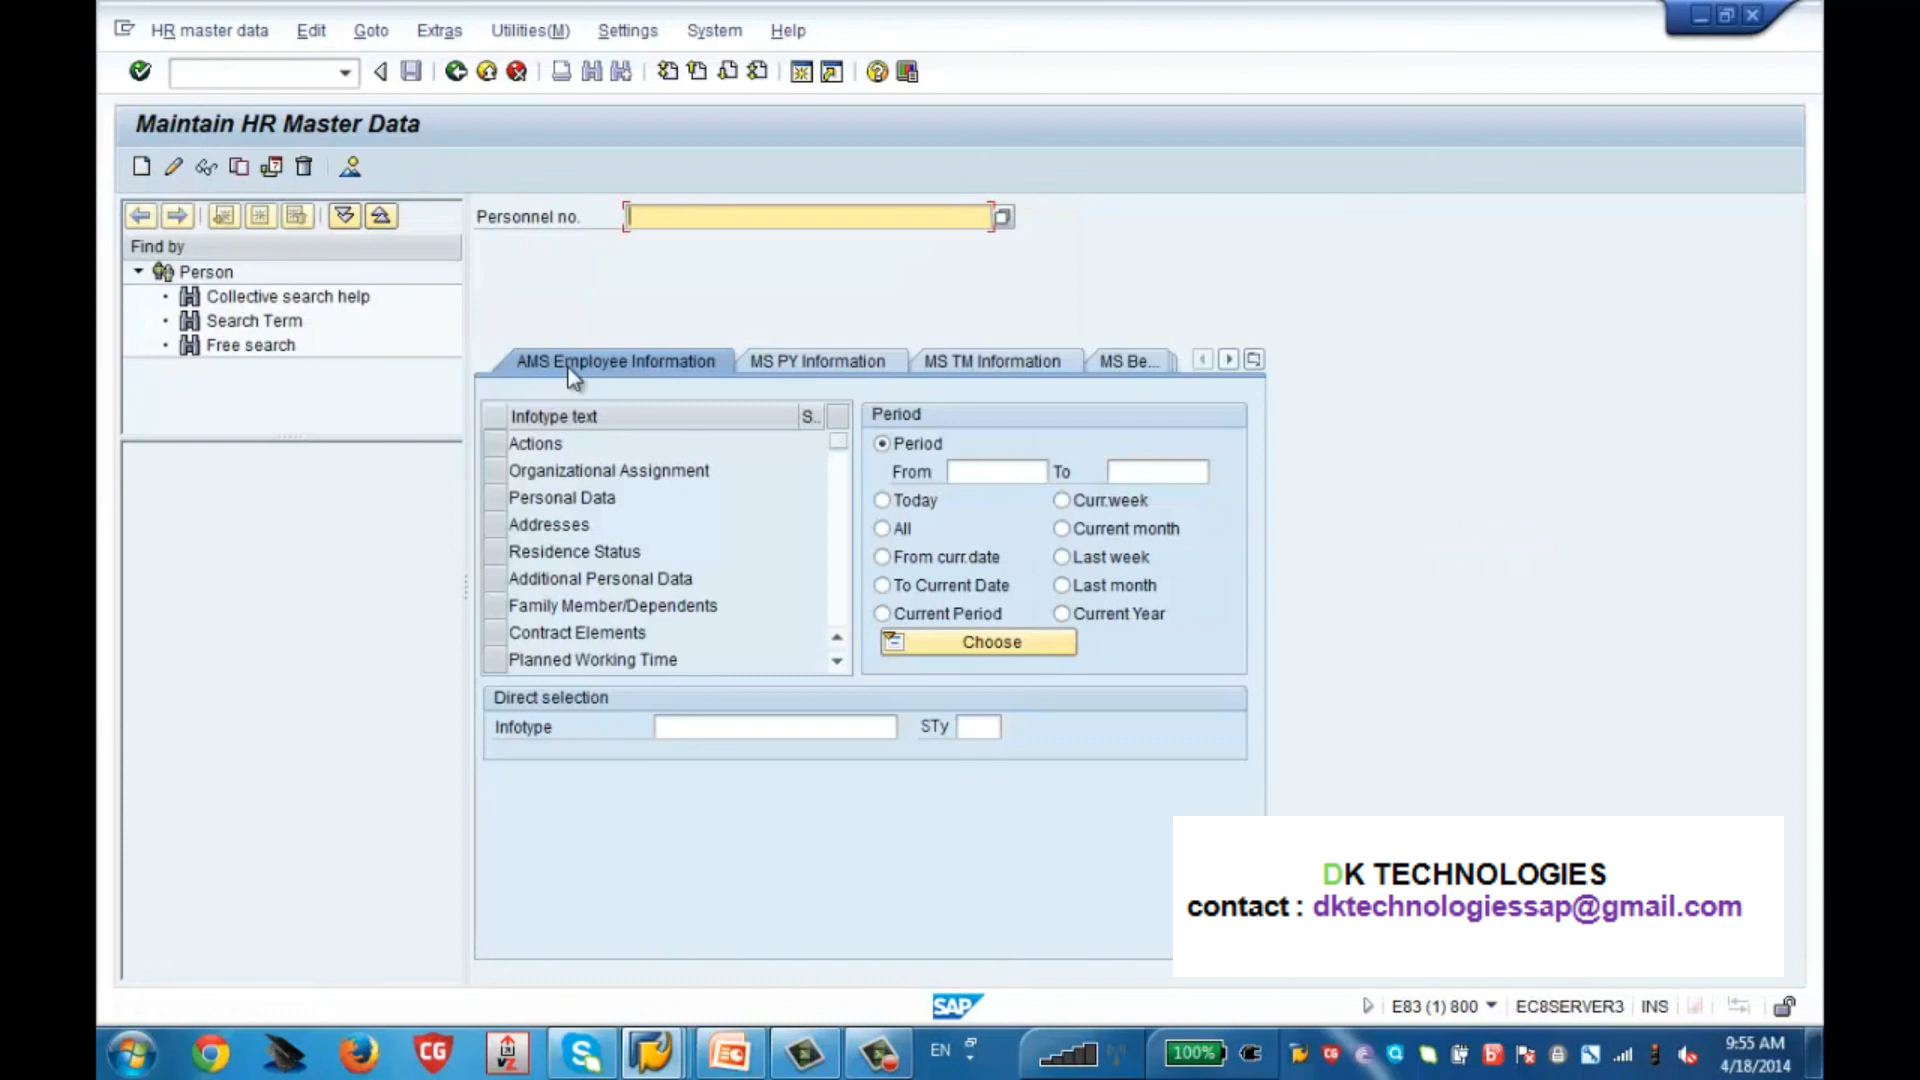 HR master data Edit Goto Extras Utilities(M) Settings System Help
Maintain HR Master Data
Find by
Person
Collective search help
Search Term
Free search
Personnel no.
AMS Employee Information MS PY Information MS TM Information MS Be...
Infotype text S..
Actions
Organizational Assignment
Personal Data
Addresses
Residence Status
Additional Personal Data
Family Member/Dependents
Contract Elements
Planned Working Time
Period
Period
From To
Today Curr.week
All Current month
From curr.date Last week
To Current Date Last month
Current Period Current Year
Choose
Direct selection
Infotype STy
DK TECHNOLOGIES
contact : dktechnologiessap@gmail.com
SAP E83 (1) 800 EC8SERVER3 INS
CG VZ EN 100% CG 9:55 AM
4/18/2014